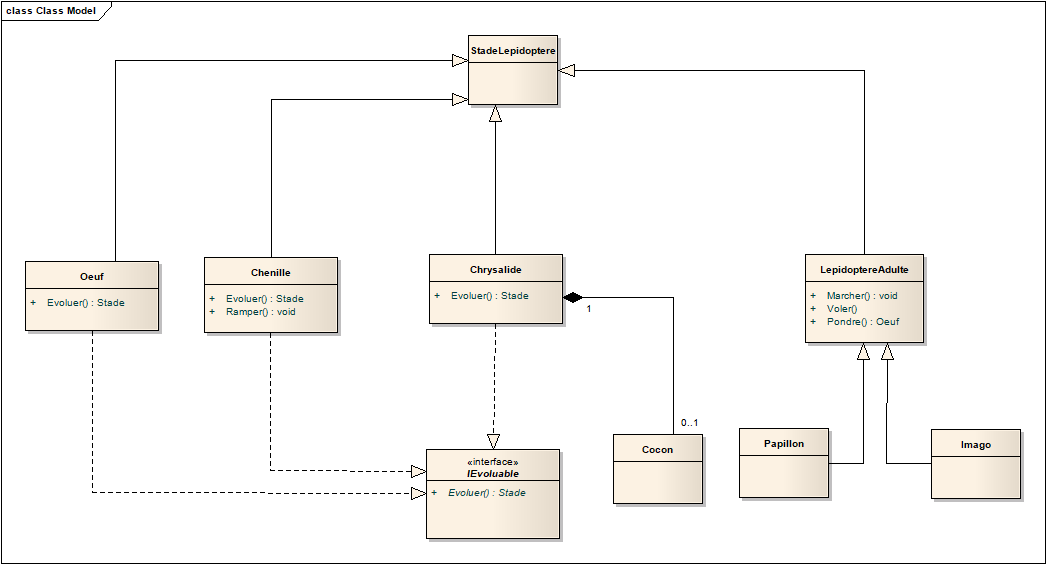 class Class Model
StadeLepidoptere
Oeuf
+ Evoluer() : Stade
Chenille
+ Evoluer() : Stade
+ Ramper() : void
Chrysalide
+ Evoluer() : Stade
1
LepidoptereAdulte
+ Marcher() : void
+ Voler()
+ Pondre() : Oeuf
«interface»
IEvoluable
+ Evoluer() : Stade
0..1
Cocon
Papillon
Imago